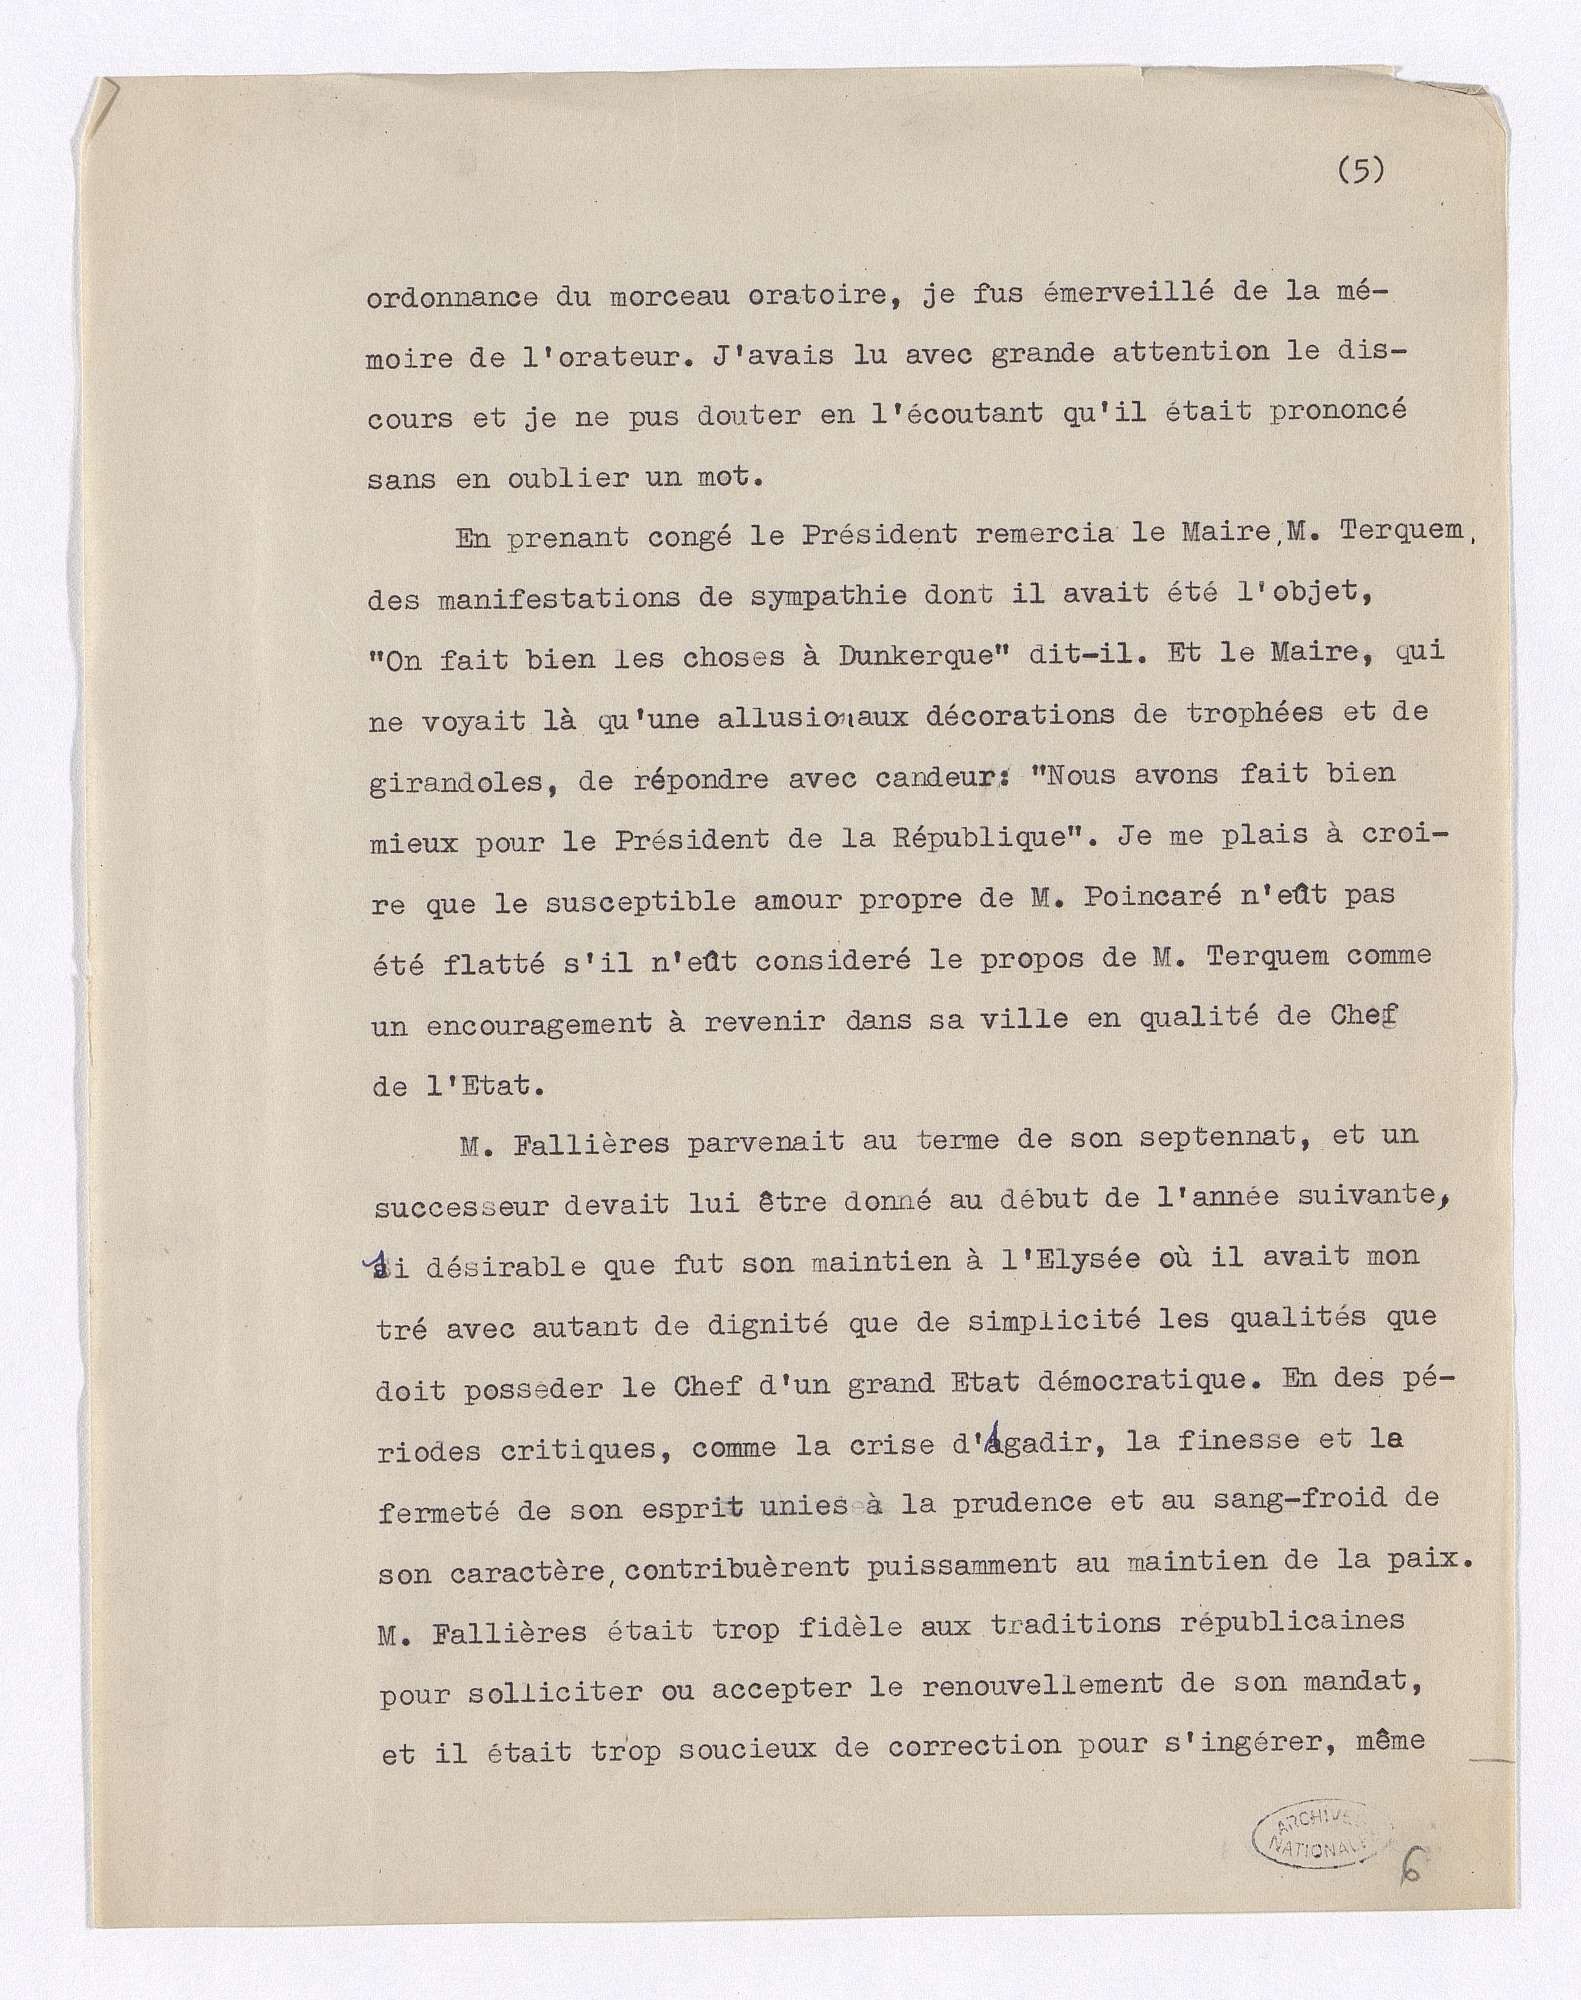 (5)
ordonnance du morceau oratoire, je fus émerveillé de la mé-
moire de l'orateur. J'avais lu avec grande attention le dis-
cours et je ne pus douter en l'écoutant qu'il était prononcé
sans en oublier un mot.
En prenant congé le Président remercia le Maire, M. Terquem,
des manifestations de sympathie dont il avait été l'objet,
"On fait bien les choses à Dunkerque" dit-il. Et le Maire, qui
ne voyait là qu'une allusion aux décorations de trophées et de
girandoles, de répondre avec candeur: "Nous avons fait bien
mieux pour le Président de la République". Je me plais à croi-
re que le susceptible amour propre de M. Poincaré n'eût pas
été flatté s'il n'eût consideré le propos de M. Terquem comme
un encouragement à revenir dans sa ville en qualité de Chef
de l'Etat.
M. Fallières parvenait au terme de son septennat, et un
successeur devait lui être donné au début de l'année suivante,
si désirable que fut son maintien à l'Elysée où il avait mon
tré avec autant de dignité que de simplicité les qualités que
doit posseder le Chef d'un grand Etat démocratique. En des pé-
riodes critiques, comme la crise d'Agadir, la finesse et la
fermeté de son esprit unies à la prudence et au sang-froid de
son caractère, contribuèrent puissamment au maintien de la paix.
M. Fallières était trop fidèle aux traditions républicaines
pour solliciter ou accepter le renouvellement de son mandat,
et il était trop soucieux de correction pour s'ingérer, même
ARCHIVES
NATIONALES
6